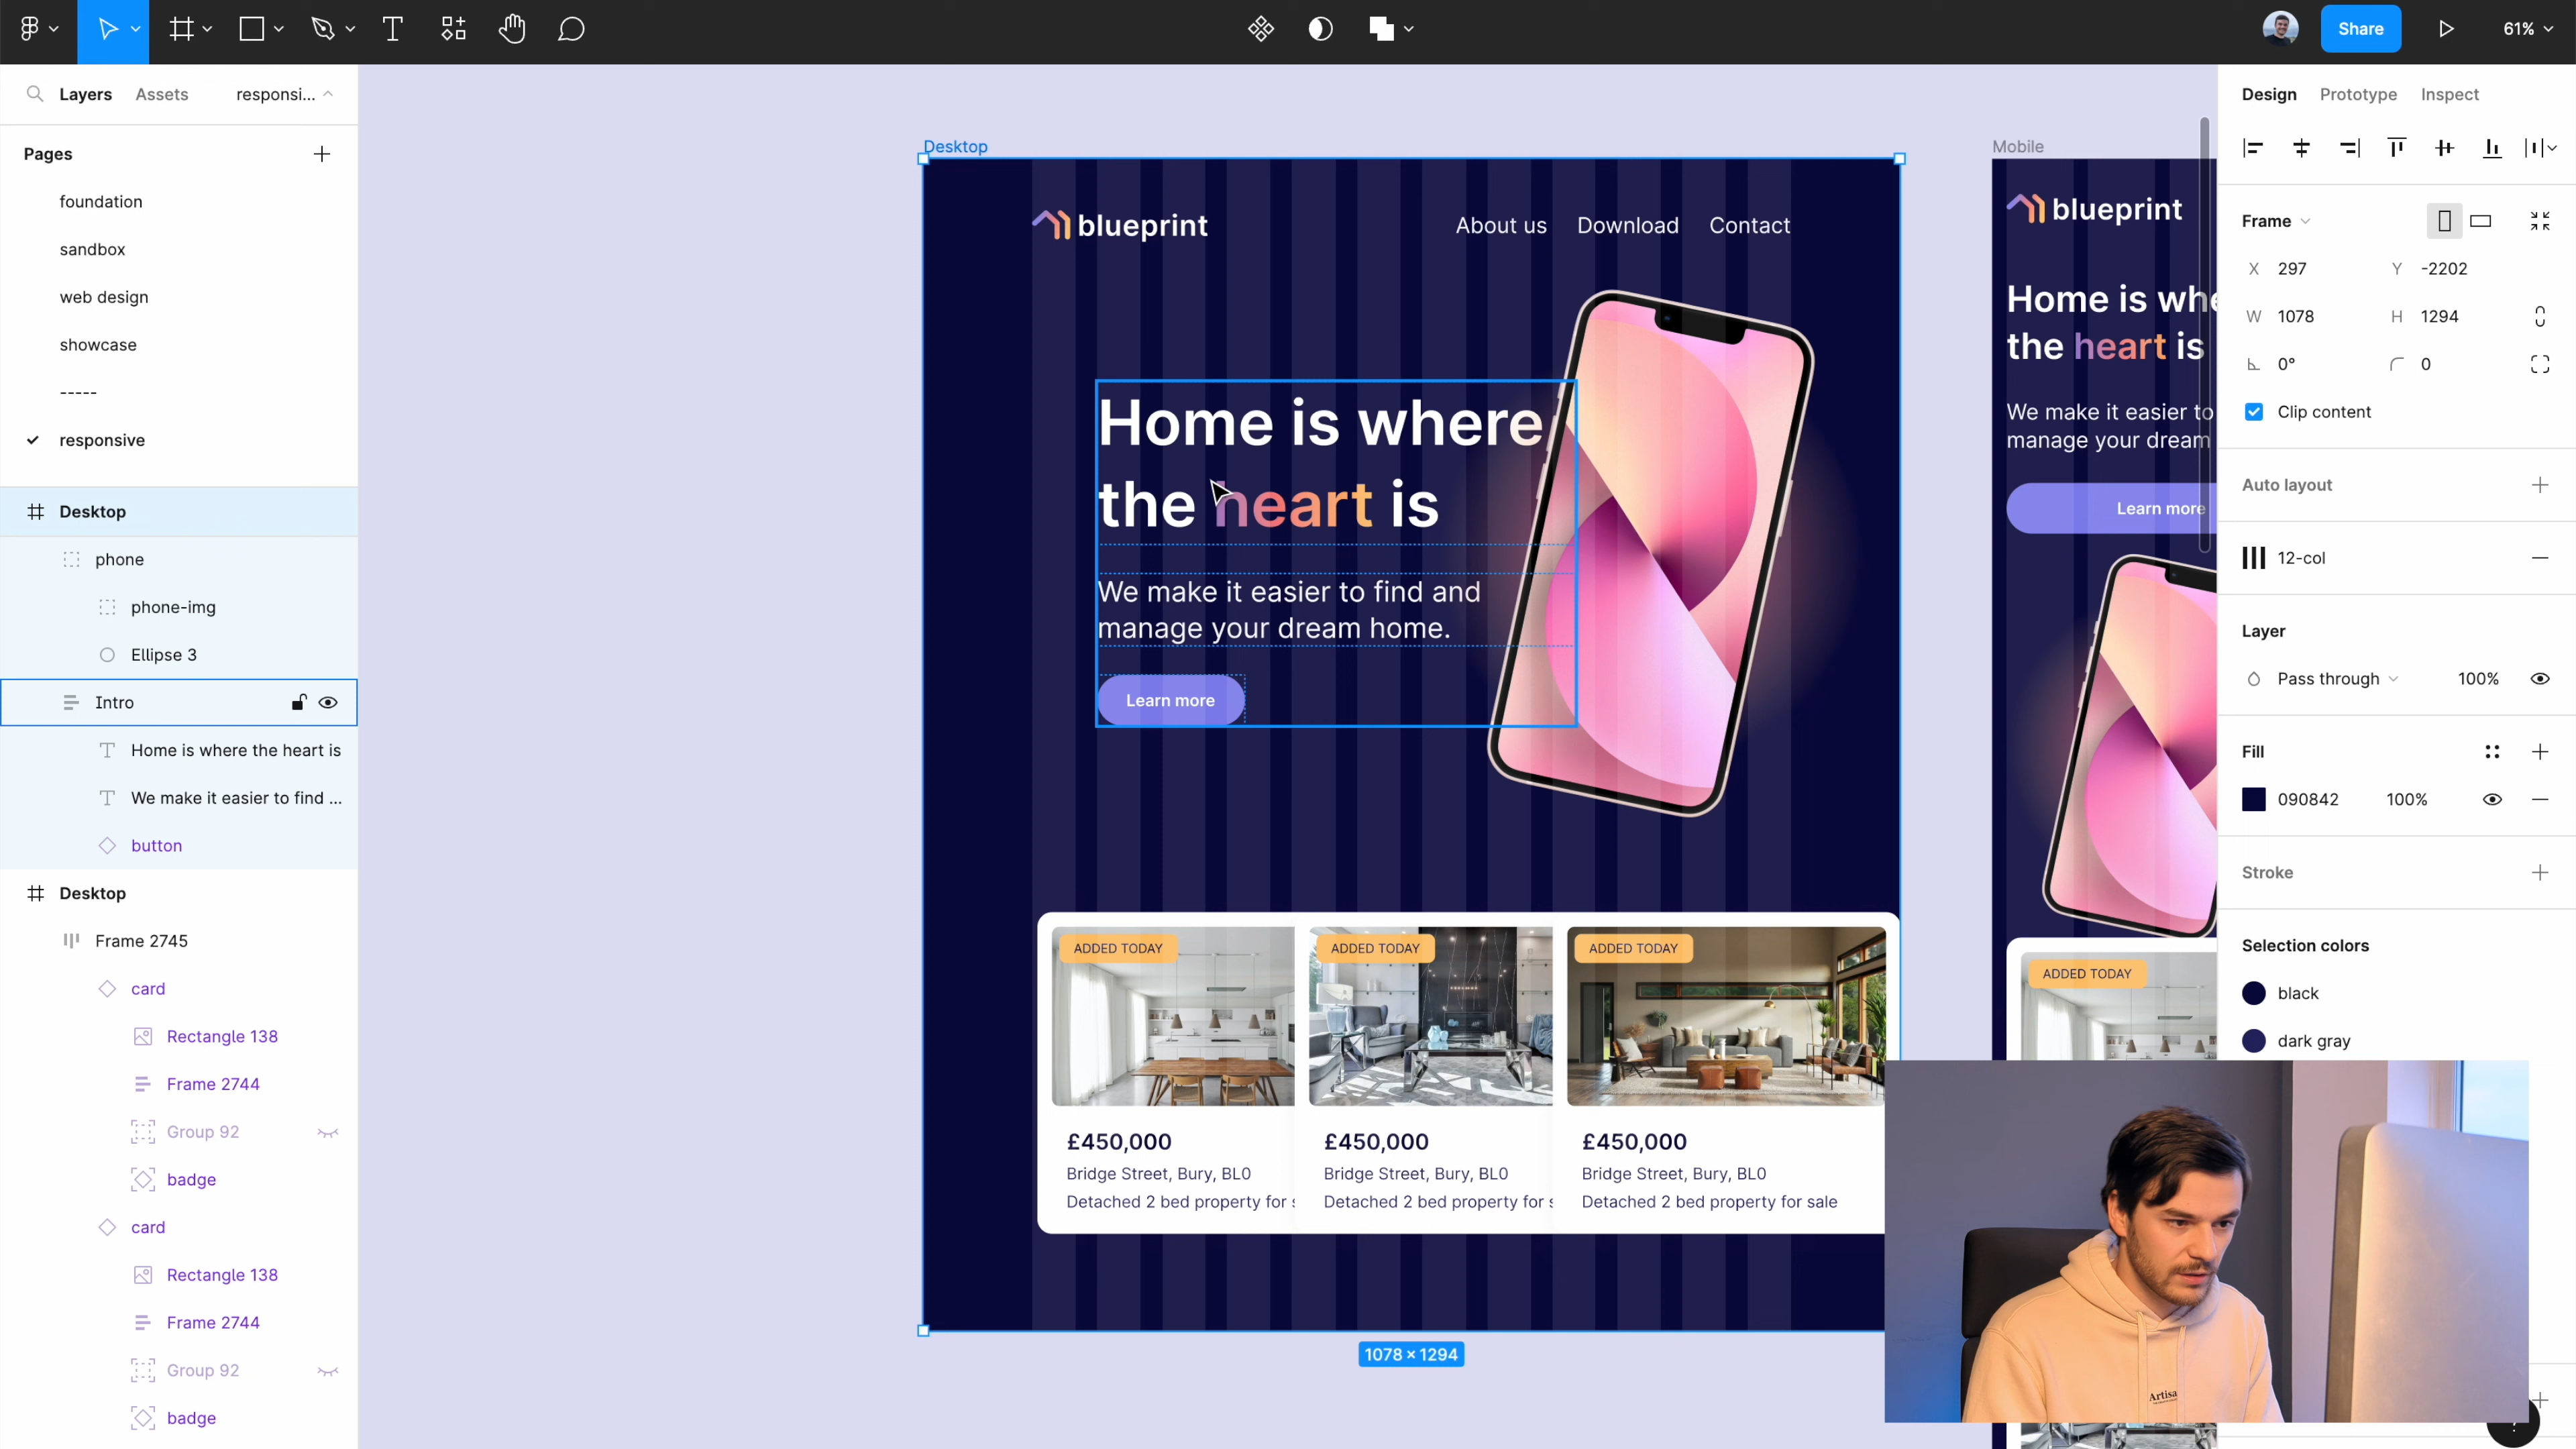 Share
61%
Layers
Assets
responsi...
Pages
foundation
sandbox
web design
showcase
-----
responsive
Desktop
phone
phone-img
Ellipse 3
Intro
Home is where the heart is
We make it easier to find ...
button
Desktop
Frame 2745
card
Rectangle 138
Frame 2744
Group 92
badge
card
Rectangle 138
Frame 2744
Group 92
badge
Desktop
blueprint
About us
Download
Contact
Home is where
the heart is
We make it easier to find and
manage your dream home.
Learn more
ADDED TODAY
£450,000
Bridge Street, Bury, BL0
Detached 2 bed property for s
ADDED TODAY
£450,000
Bridge Street, Bury, BL0
Detached 2 bed property for s
ADDED TODAY
£450,000
Bridge Street, Bury, BL0
Detached 2 bed property for sale
1078 × 1294
Mobile
blueprint
Home is whe
the heart is
We make it easier to
manage your dream
Learn more
ADDED TODAY
Design
Prototype
Inspect
Frame
X 297
Y -2202
W 1078
H 1294
0°
0
Clip content
Auto layout
12-col
Layer
Pass through
100%
Fill
090842
100%
Stroke
Selection colors
black
dark gray
Artisa